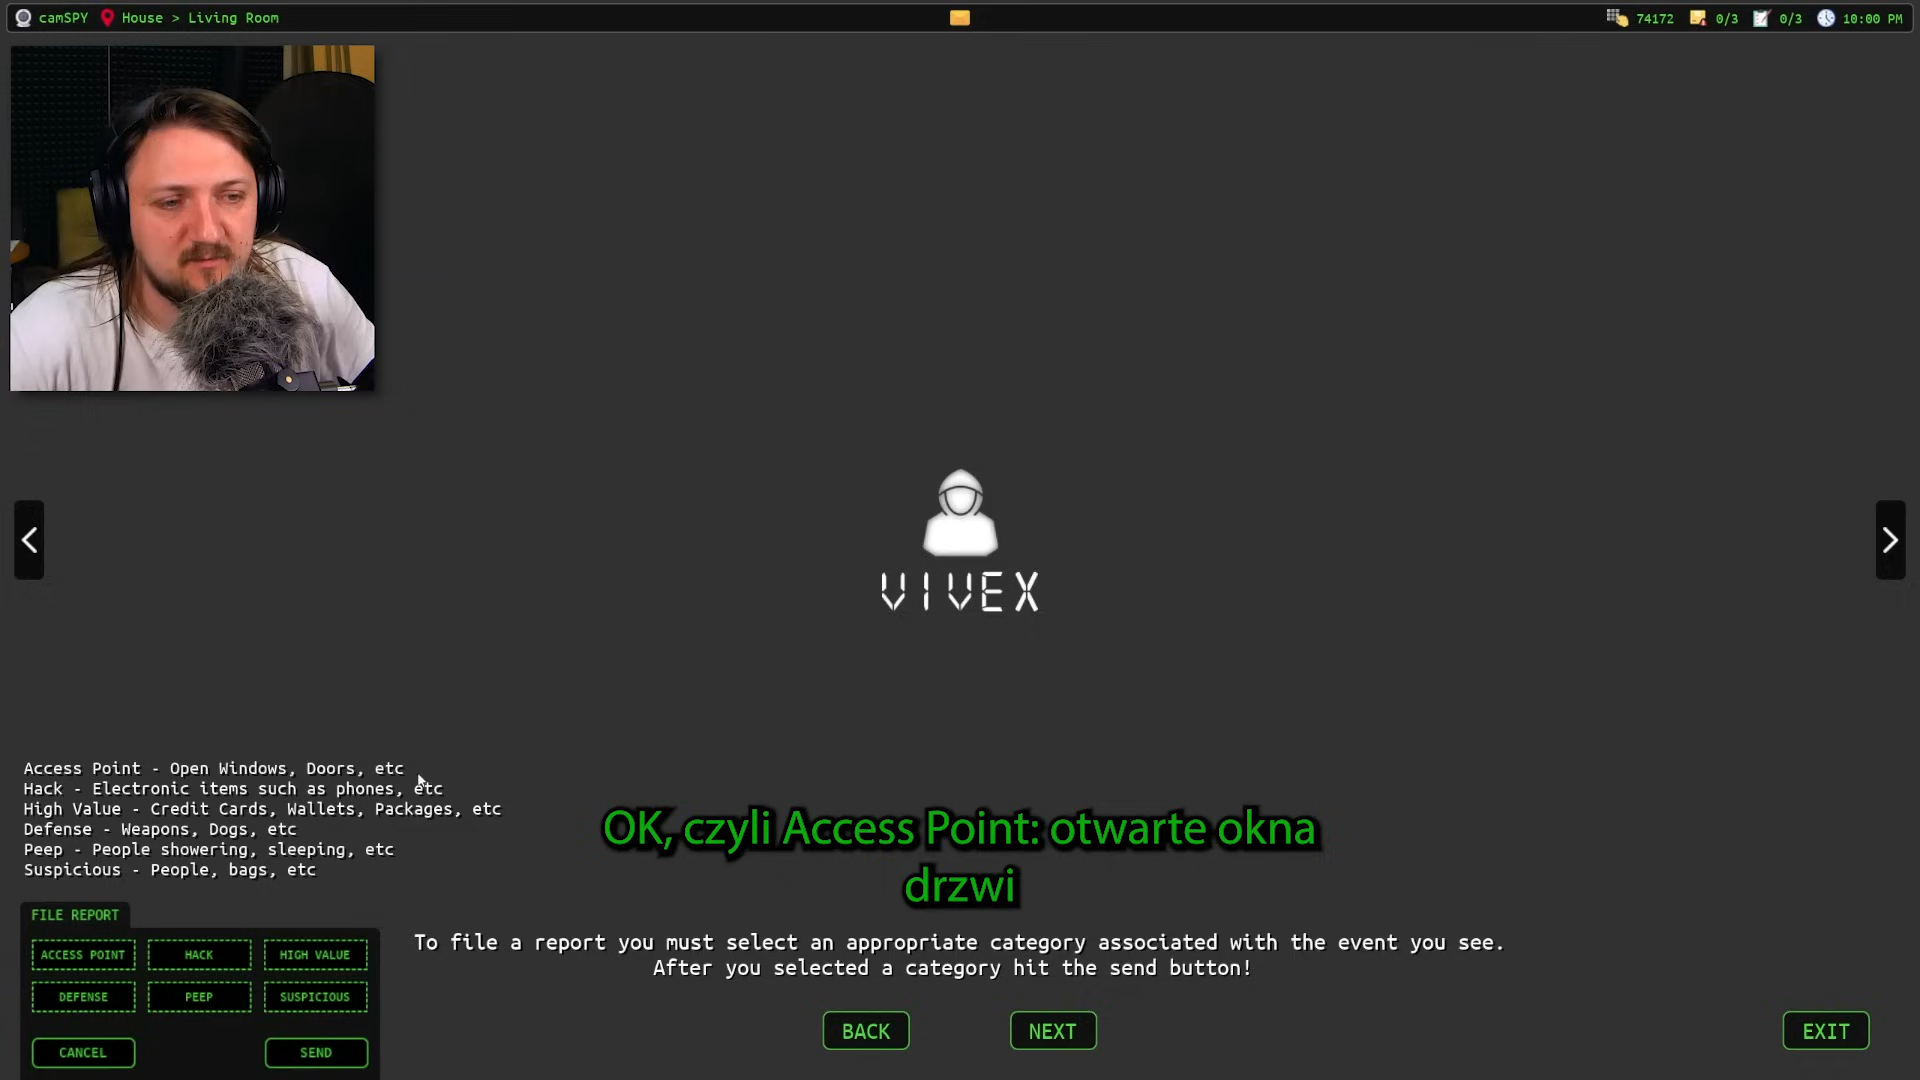 camSPY House > Living Room
74172 0/3 0/3 10:00 PM
VIVEX
Access Point - Open Windows, Doors, etc
Hack - Electronic items such as phones, etc
High Value - Credit Cards, Wallets, Packages, etc
Defense - Weapons, Dogs, etc
Peep - People showering, sleeping, etc
Suspicious - People, bags, etc
OK, czyli Access Point: otwarte okna
drzwi
FILE REPORT
ACCESS POINT HACK HIGH VALUE
DEFENSE PEEP SUSPICIOUS
CANCEL SEND
To file a report you must select an appropriate category associated with the event you see.
After you selected a category hit the send button!
BACK NEXT EXIT